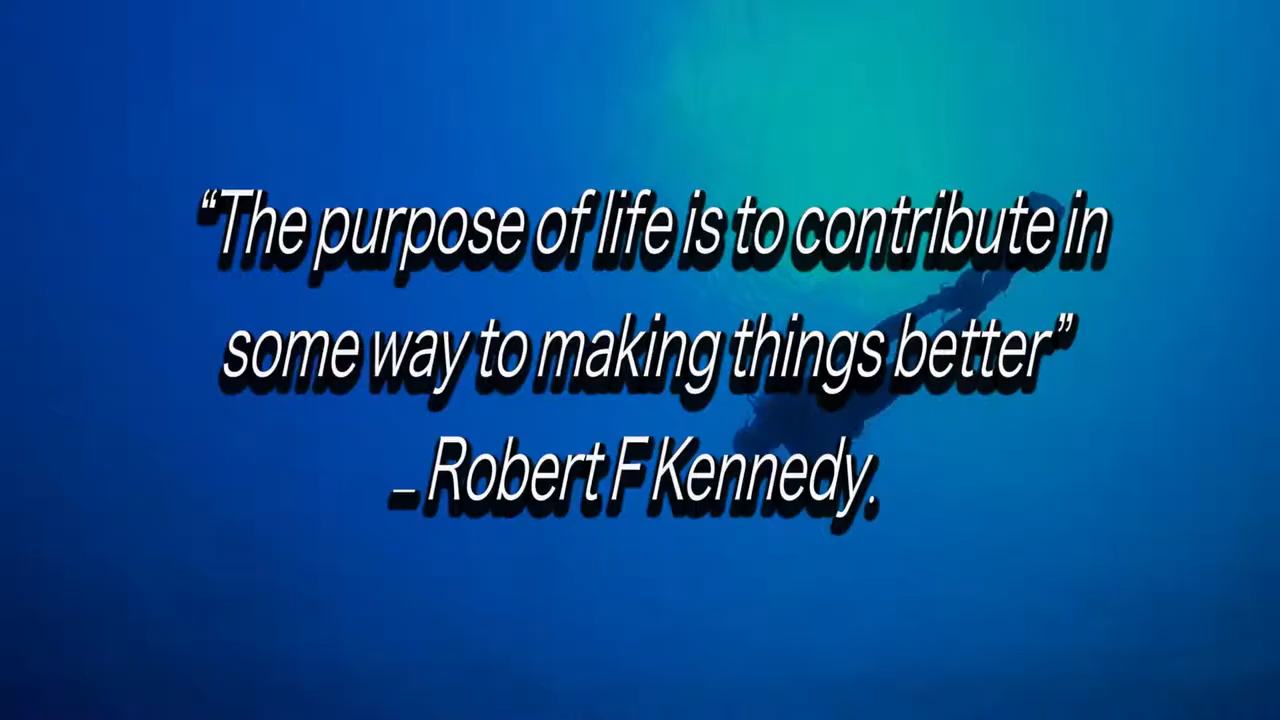 “The purpose of life is to contribute in
some way to making things better”
– Robert F Kennedy.